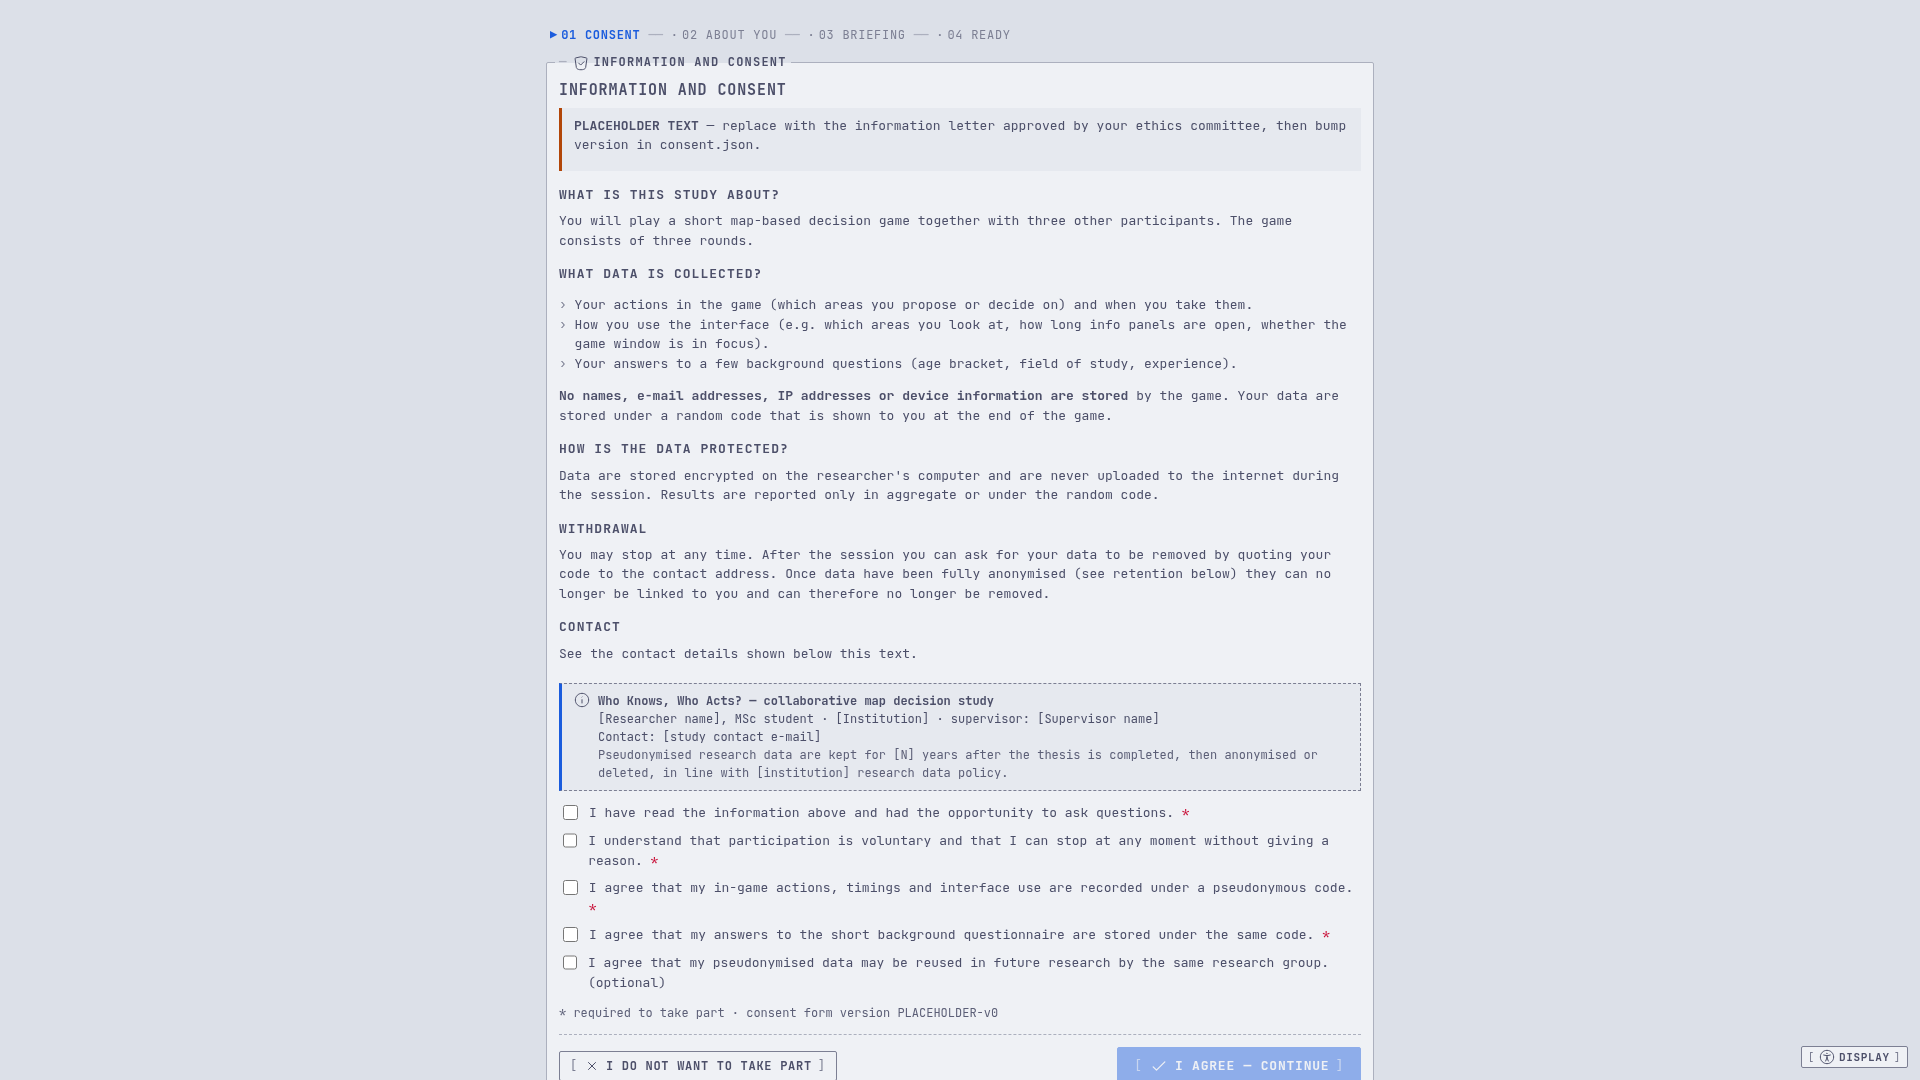 01 CONSENT — · 02 ABOUT YOU — · 03 BRIEFING — · 04 READY
INFORMATION AND CONSENT
INFORMATION AND CONSENT
PLACEHOLDER TEXT — replace with the information letter approved by your ethics committee, then bump
version in consent.json.
WHAT IS THIS STUDY ABOUT?
You will play a short map-based decision game together with three other participants. The game
consists of three rounds.
WHAT DATA IS COLLECTED?
› Your actions in the game (which areas you propose or decide on) and when you take them.
› How you use the interface (e.g. which areas you look at, how long info panels are open, whether the
game window is in focus).
› Your answers to a few background questions (age bracket, field of study, experience).
No names, e-mail addresses, IP addresses or device information are stored by the game. Your data are
stored under a random code that is shown to you at the end of the game.
HOW IS THE DATA PROTECTED?
Data are stored encrypted on the researcher's computer and are never uploaded to the internet during
the session. Results are reported only in aggregate or under the random code.
WITHDRAWAL
You may stop at any time. After the session you can ask for your data to be removed by quoting your
code to the contact address. Once data have been fully anonymised (see retention below) they can no
longer be linked to you and can therefore no longer be removed.
CONTACT
See the contact details shown below this text.
Who Knows, Who Acts? — collaborative map decision study
[Researcher name], MSc student · [Institution] · supervisor: [Supervisor name]
Contact: [study contact e-mail]
Pseudonymised research data are kept for [N] years after the thesis is completed, then anonymised or
deleted, in line with [institution] research data policy.
I have read the information above and had the opportunity to ask questions. *
I understand that participation is voluntary and that I can stop at any moment without giving a
reason. *
I agree that my in-game actions, timings and interface use are recorded under a pseudonymous code.
*
I agree that my answers to the short background questionnaire are stored under the same code. *
I agree that my pseudonymised data may be reused in future research by the same research group.
(optional)
* required to take part · consent form version PLACEHOLDER-v0
[ I DO NOT WANT TO TAKE PART ]
[ I AGREE — CONTINUE ]
[ DISPLAY ]